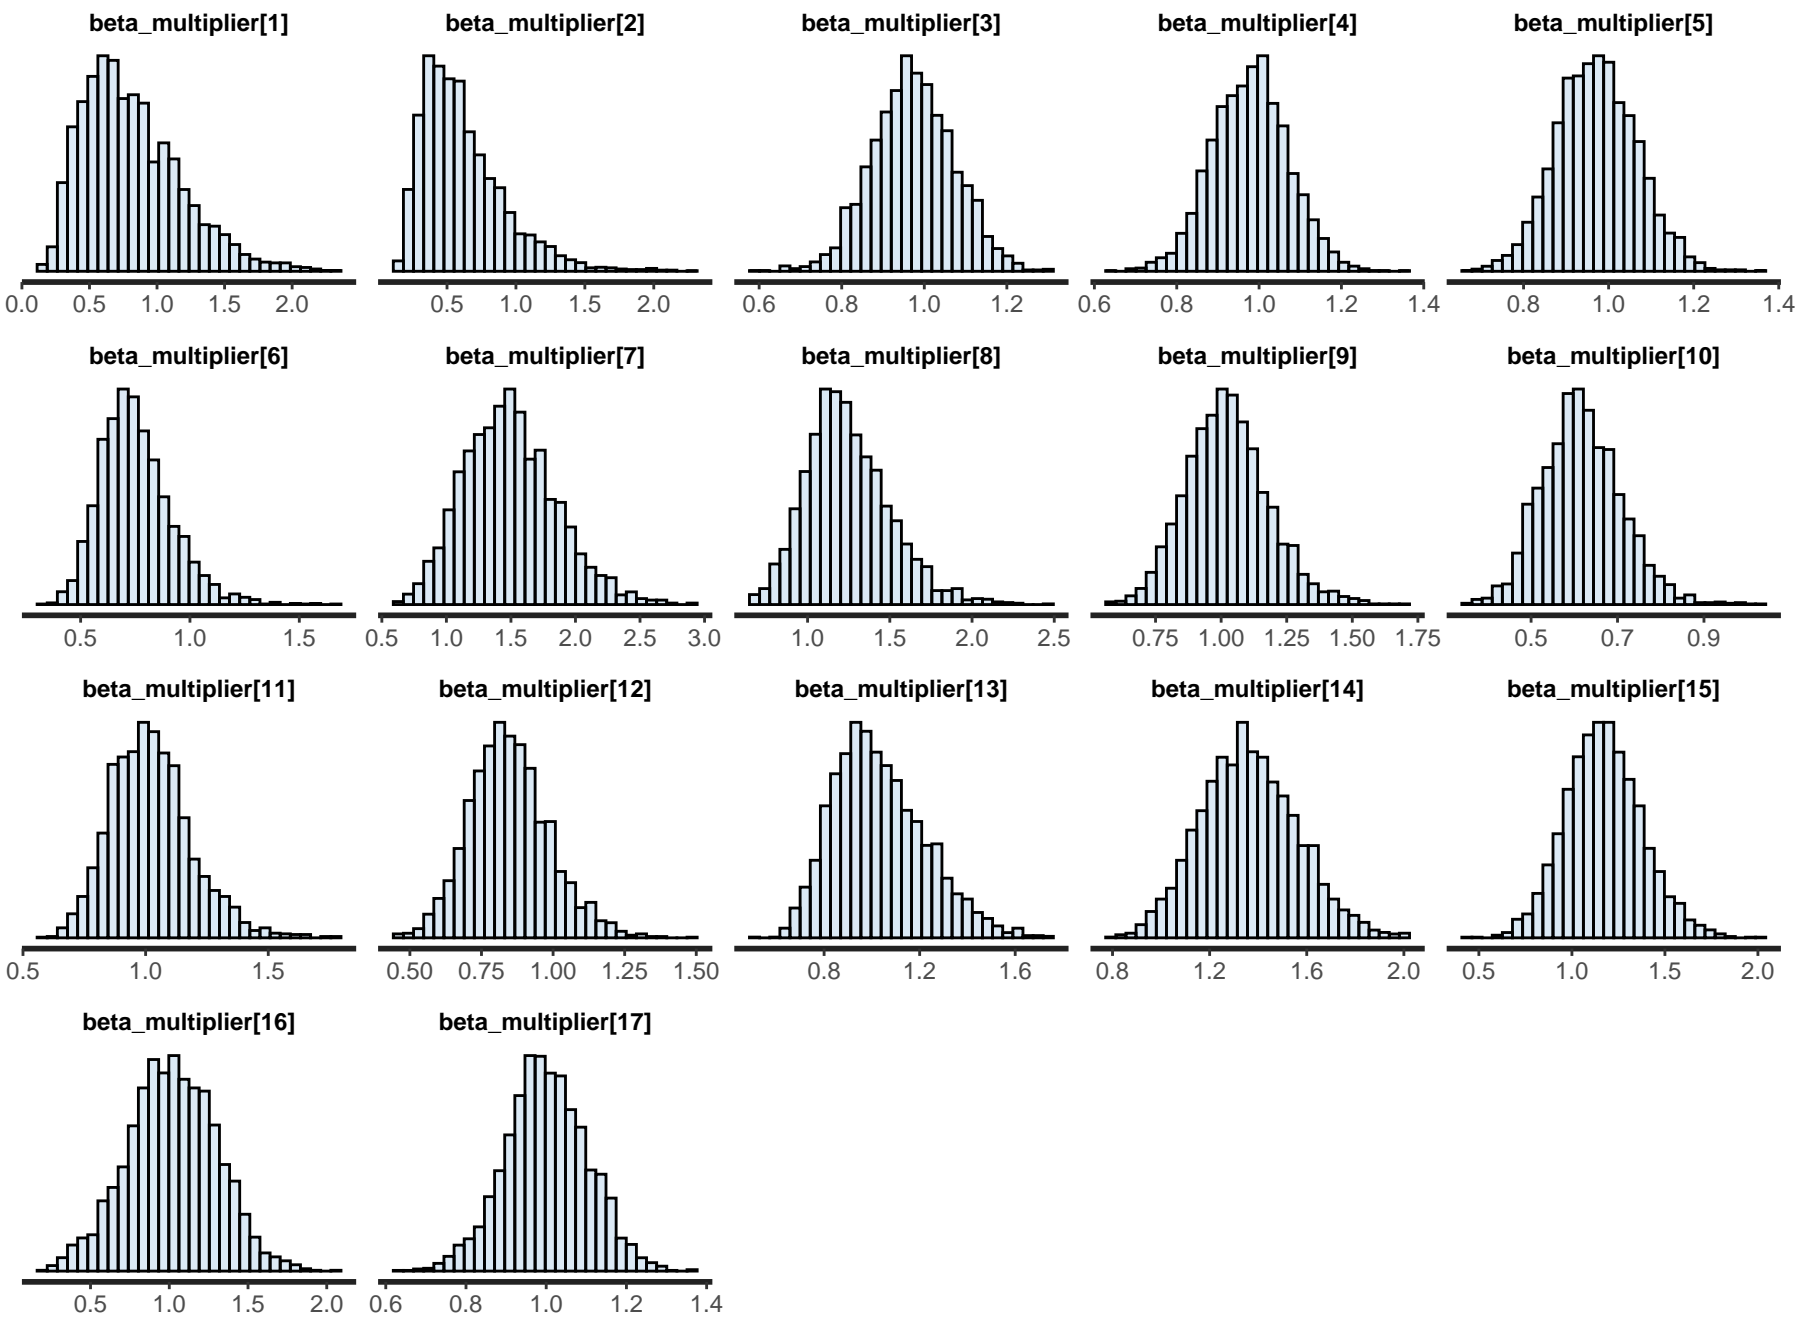 beta_multiplier[1] beta_multiplier[2] beta_multiplier[3] beta_multiplier[4] beta_multiplier[5]
0.0 0.5 1.0 1.5 2.0 0.5 1.0 1.5 2.0 0.6 0.8 1.0 1.2 0.6 0.8 1.0 1.2 1.4 0.8 1.0 1.2 1.4
beta_multiplier[6] beta_multiplier[7] beta_multiplier[8] beta_multiplier[9] beta_multiplier[10]
0.5 1.0 1.5 0.5 1.0 1.5 2.0 2.5 3.0 1.0 1.5 2.0 2.5 0.75 1.00 1.25 1.50 1.75 0.5 0.7 0.9
beta_multiplier[11] beta_multiplier[12] beta_multiplier[13] beta_multiplier[14] beta_multiplier[15]
0.5 1.0 1.5 0.50 0.75 1.00 1.25 1.50 0.8 1.2 1.6 0.8 1.2 1.6 2.0 0.5 1.0 1.5 2.0
beta_multiplier[16] beta_multiplier[17]
0.5 1.0 1.5 2.0 0.6 0.8 1.0 1.2 1.4